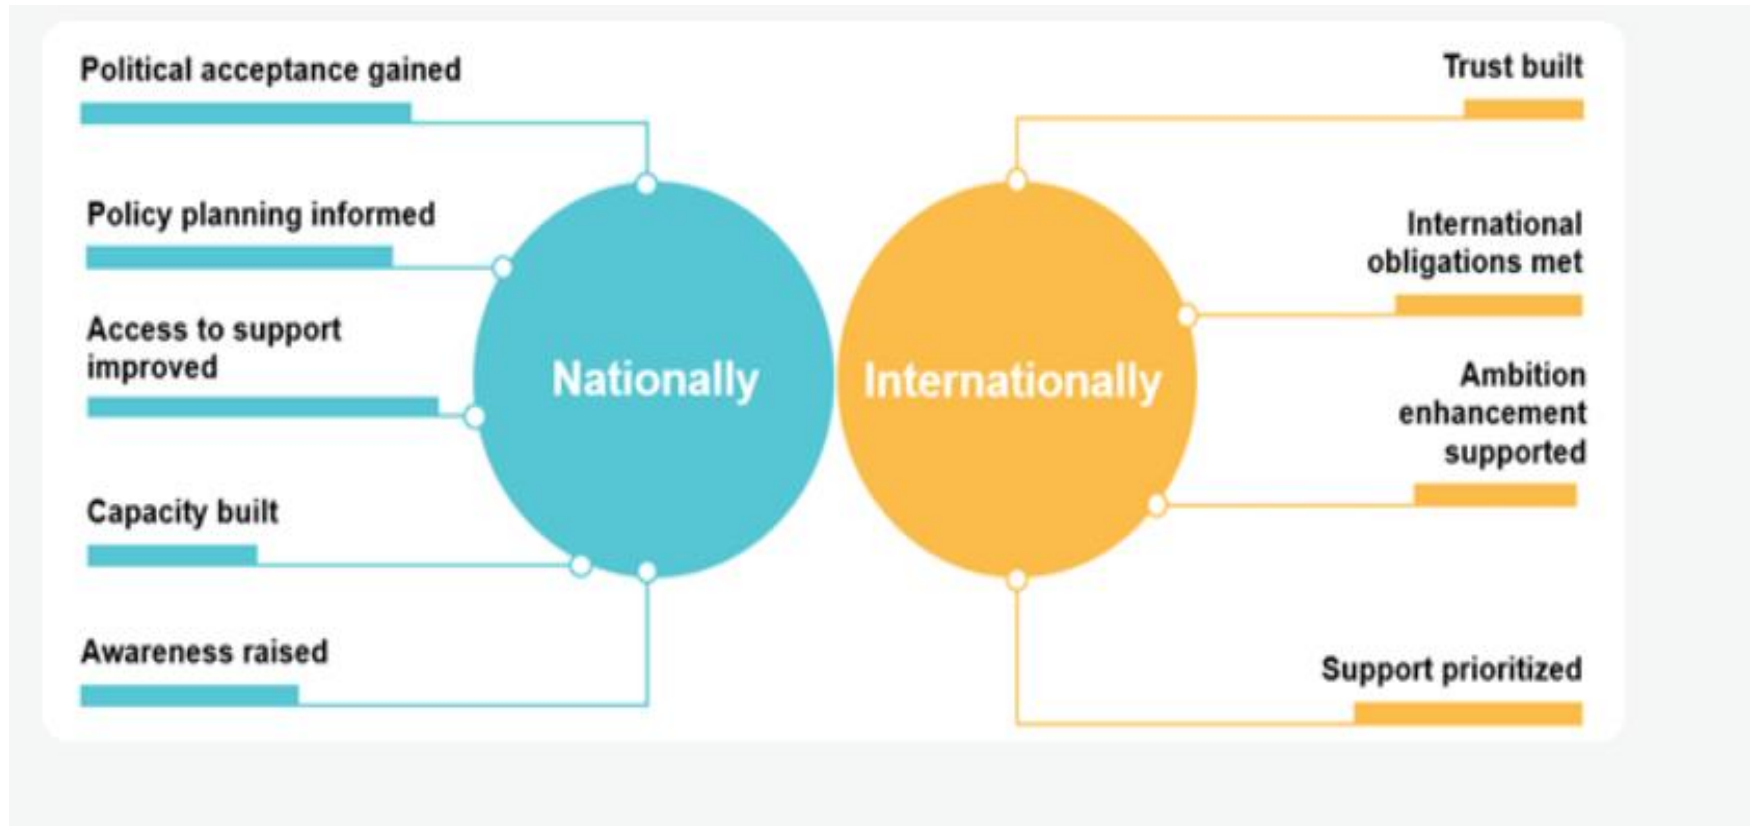 Political acceptance gained
Policy planning informed
Access to support
improved
Capacity built
Awareness raised
Nationally
Internationally
Trust built
International
obligations met
Ambition
enhancement
supported
Support prioritized